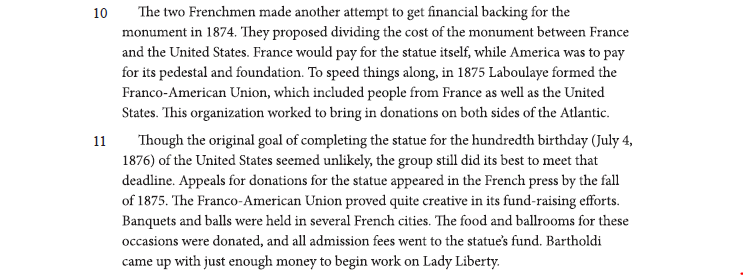 10 The two Frenchmen made another attempt to get financial backing for the
monument in 1874. They proposed dividing the cost of the monument between France
and the United States. France would pay for the statue itself, while America was to pay
for its pedestal and foundation. To speed things along, in 1875 Laboulaye formed the
Franco-American Union, which included people from France as well as the United
States. This organization worked to bring in donations on both sides of the Atlantic.
11 Though the original goal of completing the statue for the hundredth birthday (July 4,
1876) of the United States seemed unlikely, the group still did its best to meet that
deadline. Appeals for donations for the statue appeared in the French press by the fall
of 1875. The Franco-American Union proved quite creative in its fund-raising efforts.
Banquets and balls were held in several French cities. The food and ballrooms for these
occasions were donated, and all admission fees went to the statue’s fund. Bartholdi
came up with just enough money to begin work on Lady Liberty.